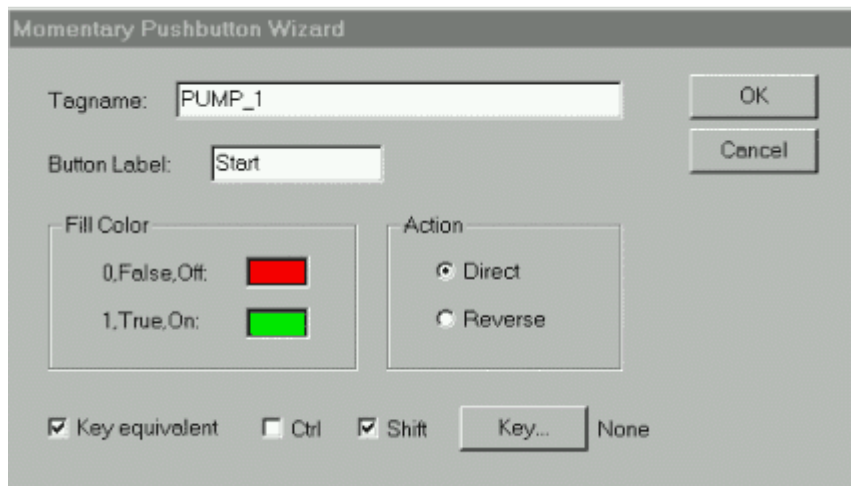 Momentary Pushbutton Wizard
Tagname: PUMP_1 OK
Button Label: Start Cancel
Fill Color Action
0,False,Off: Direct
1,True,On: Reverse
Key equivalent Ctrl Shift Key... None